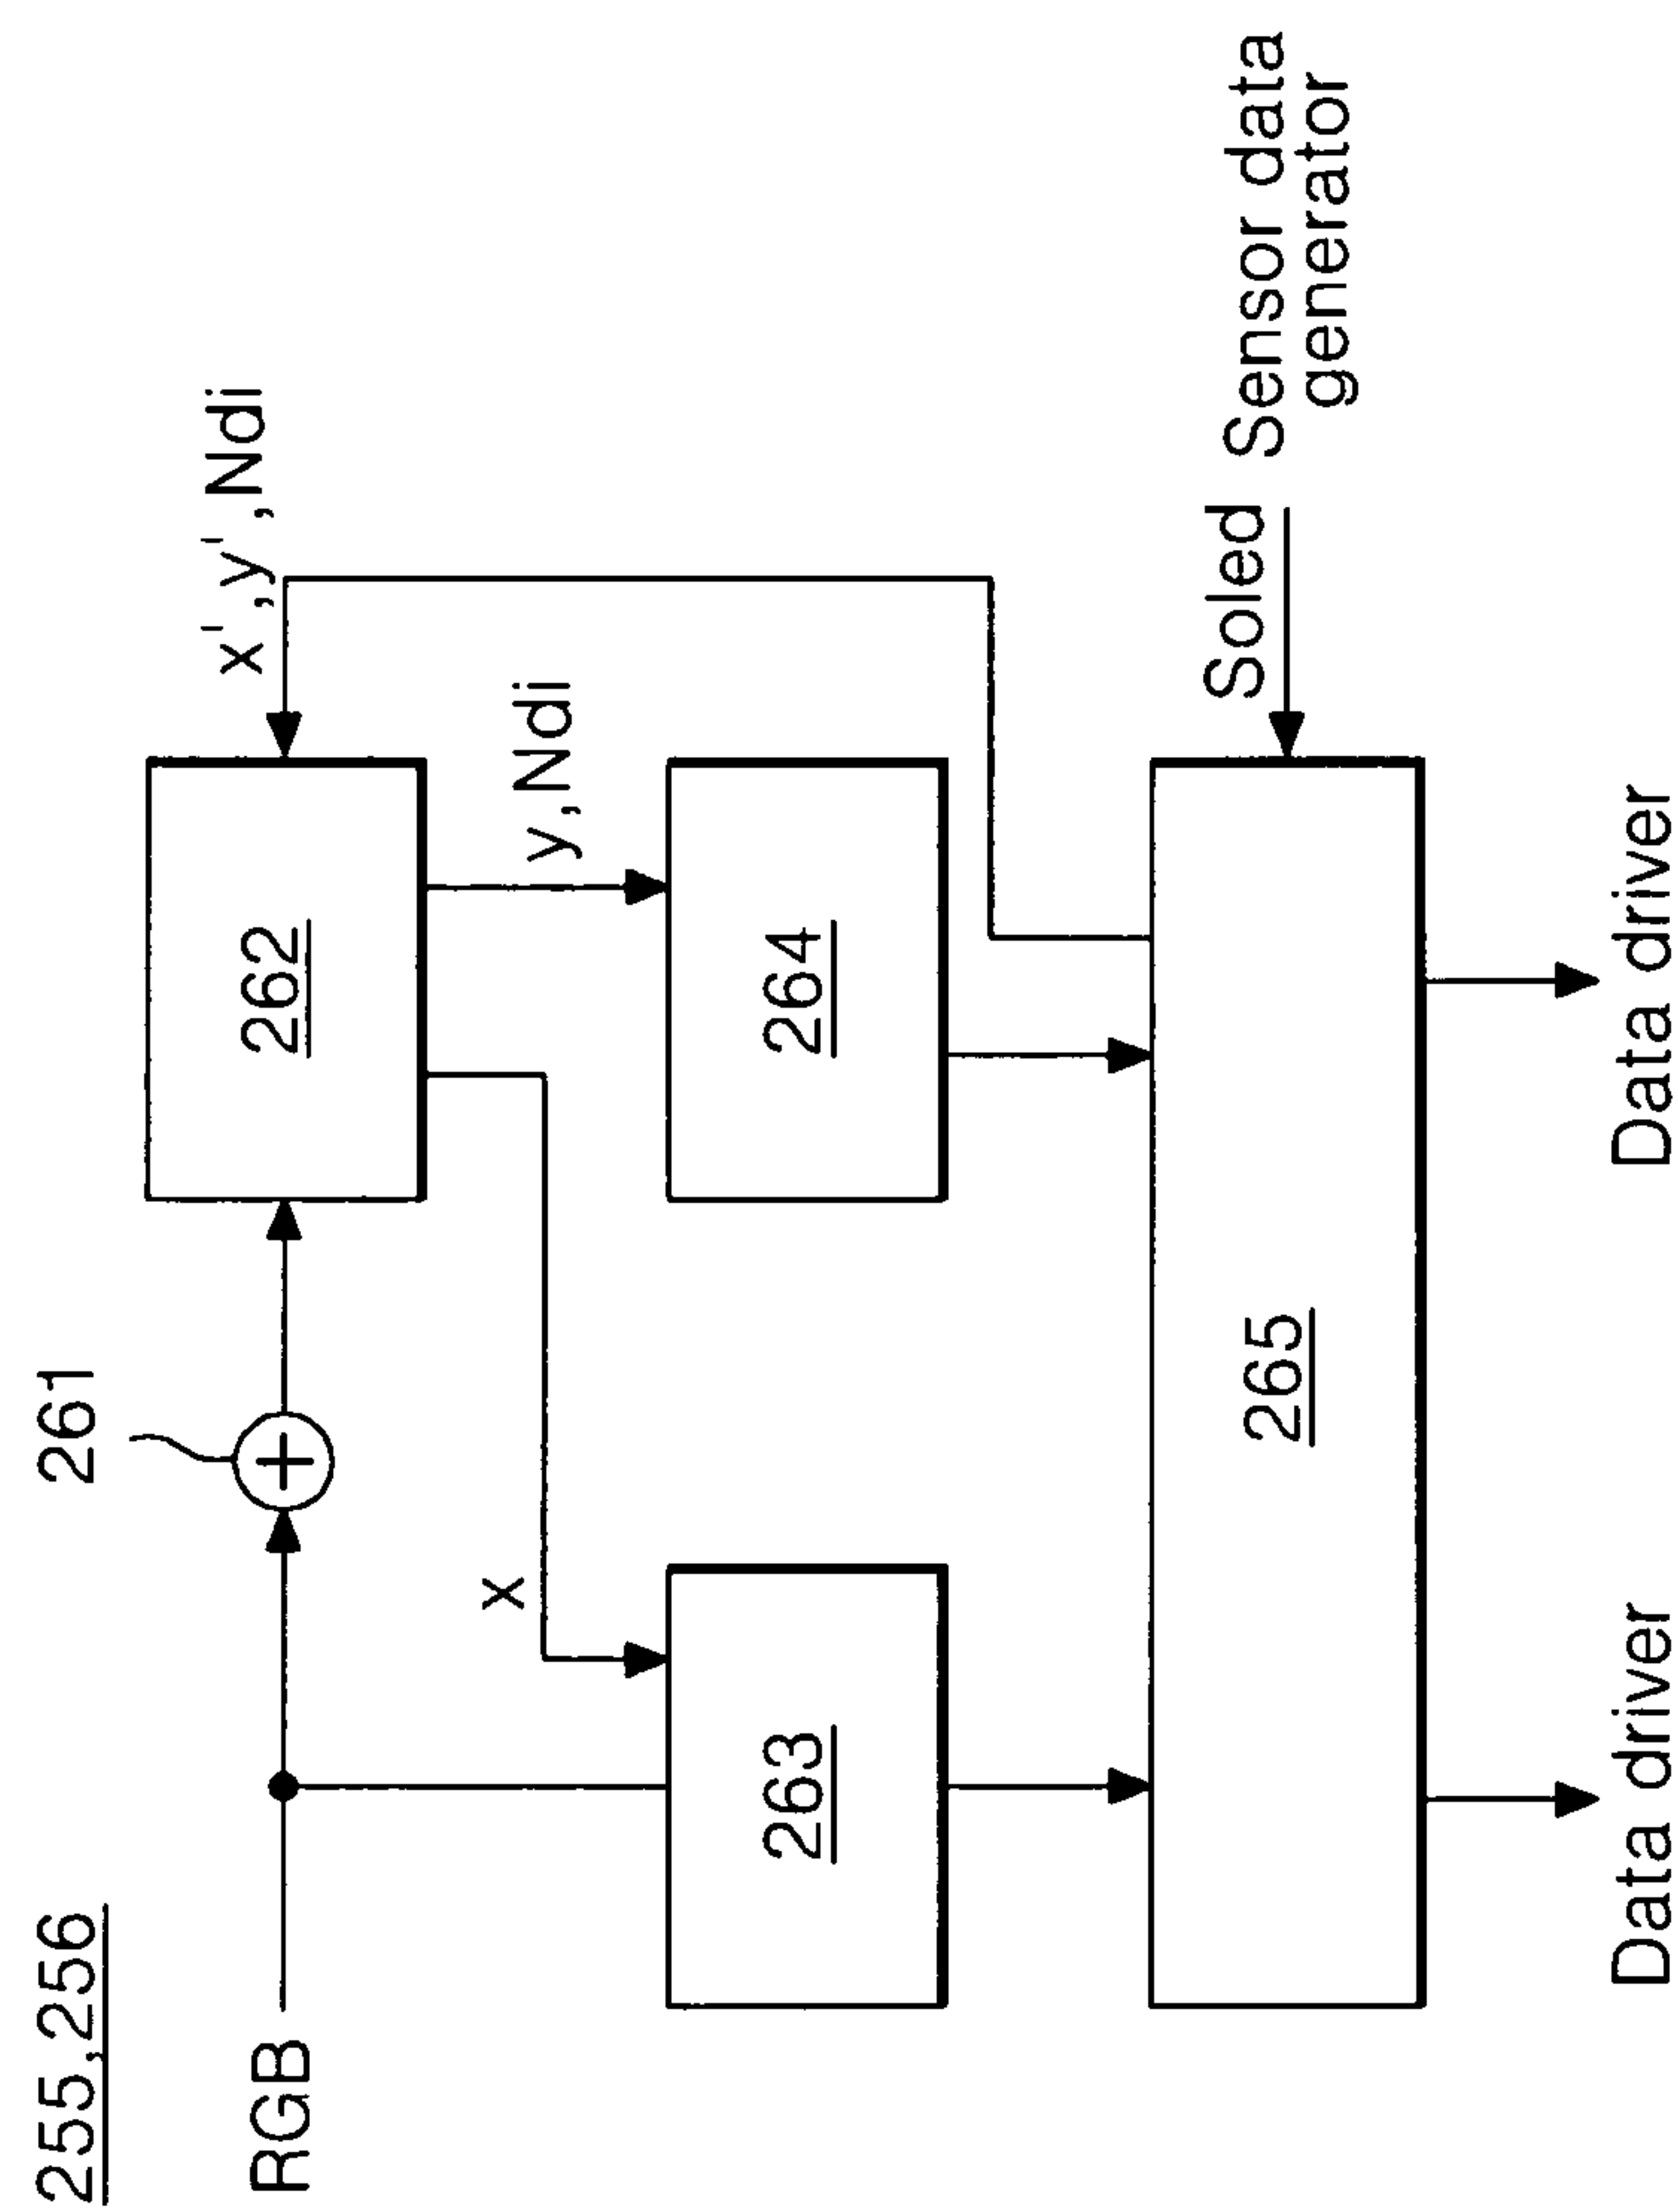 255,256
261
RGB
262
x',y',Ndi
x
y,Ndi
263
264
265
Soled
Sensor data
generator
Data driver
Data driver